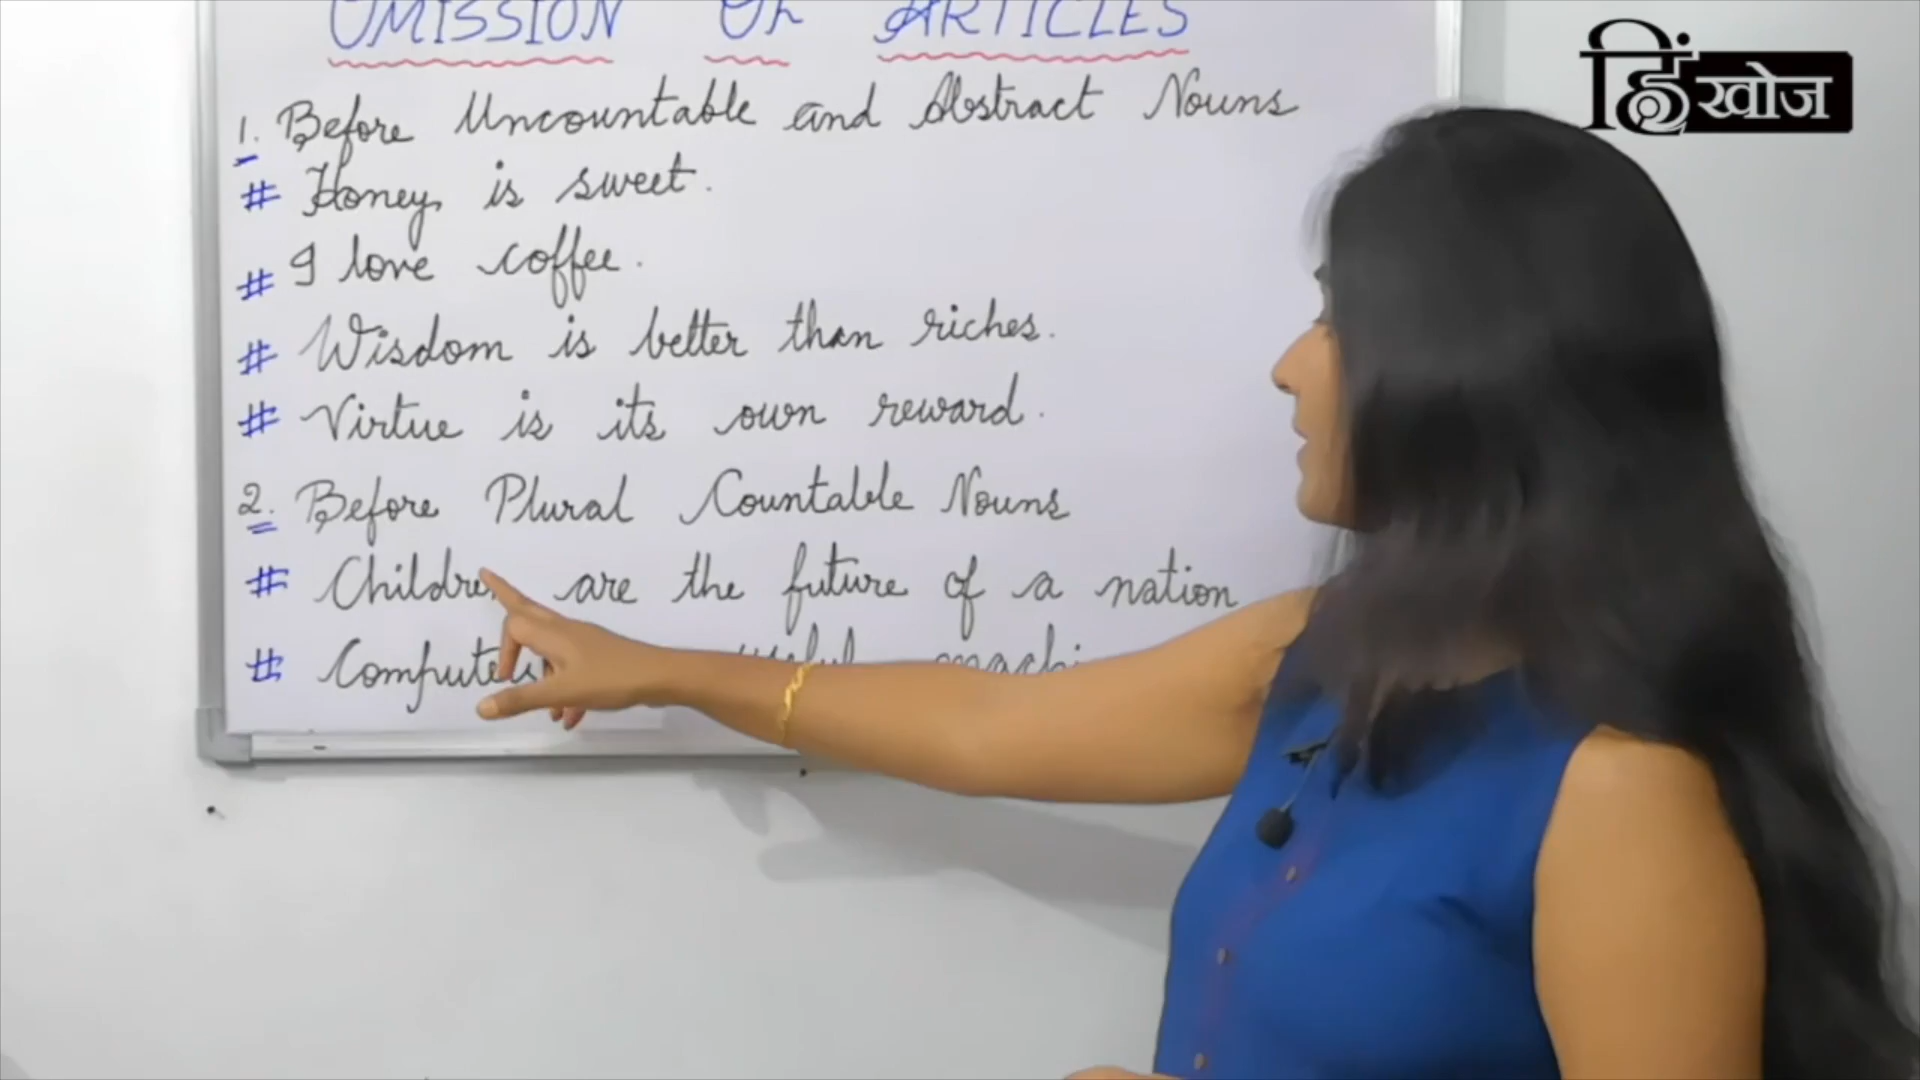 OMISSION OF ARTICLES
हिंखोज
1. Before Uncountable and Abstract Nouns
# Honey is sweet.
# I love coffee.
# Wisdom is better than riches.
# Virtue is its own reward.
2. Before Plural Countable Nouns
# Children are the future of a nation
# Computers useful